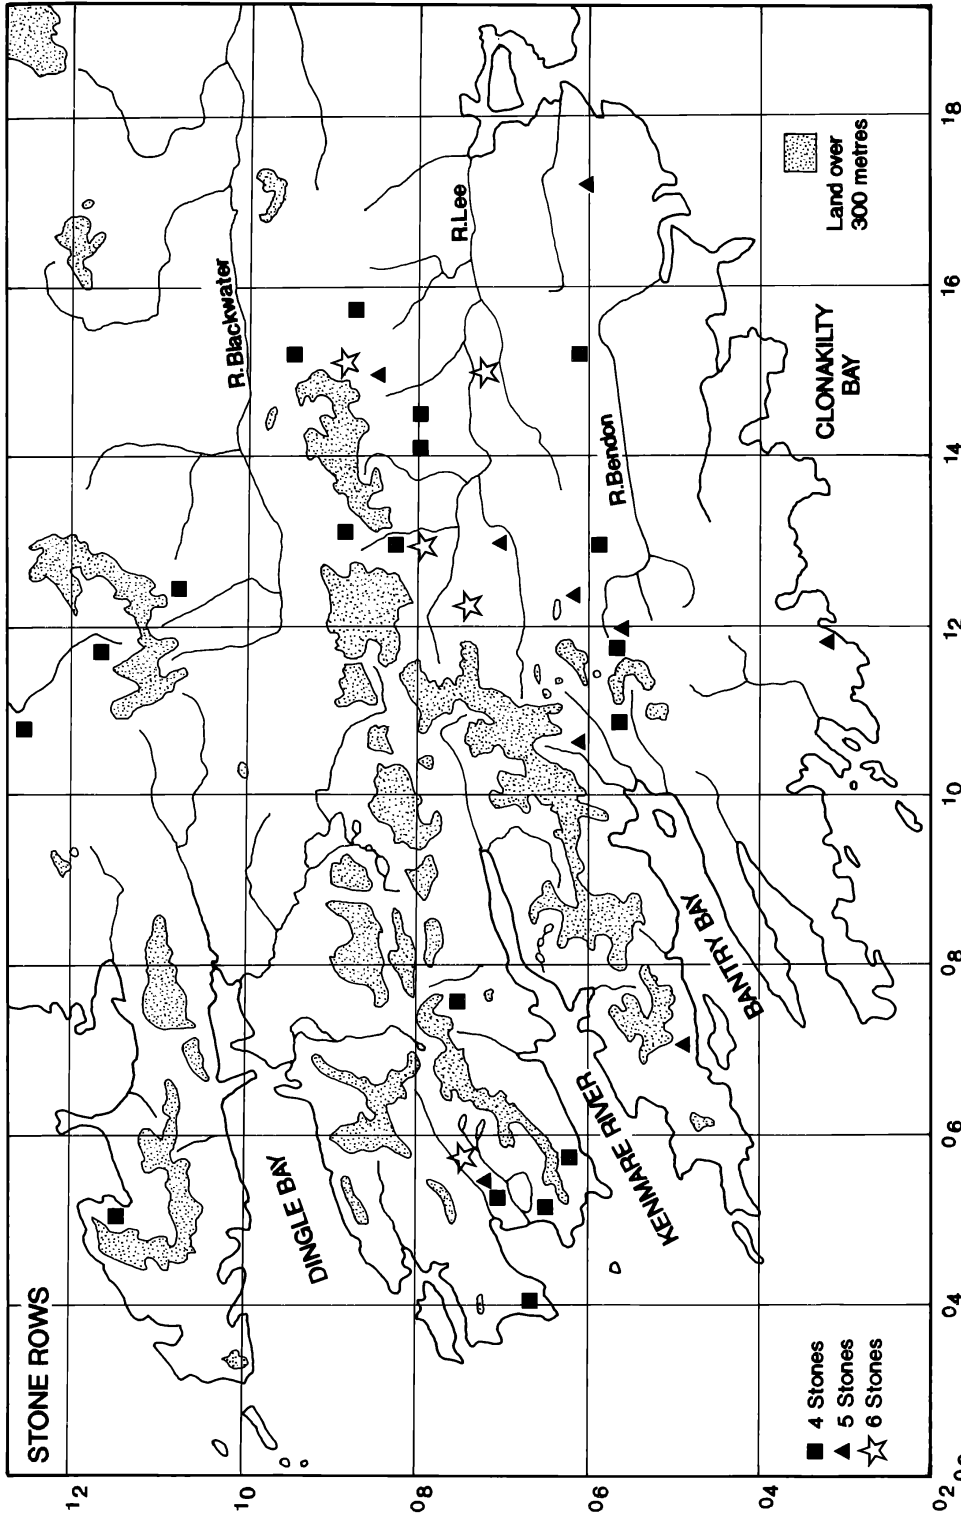 STONE ROWS
R.Blackwater
R.Lee
R.Bendon
DINGLE BAY
KENMARE RIVER
BANTRY BAY
CLONAKILTY
BAY
Land over
300 metres
4 Stones
5 Stones
6 Stones
12
10
08
06
04
02
04
06
08
10
12
14
16
18